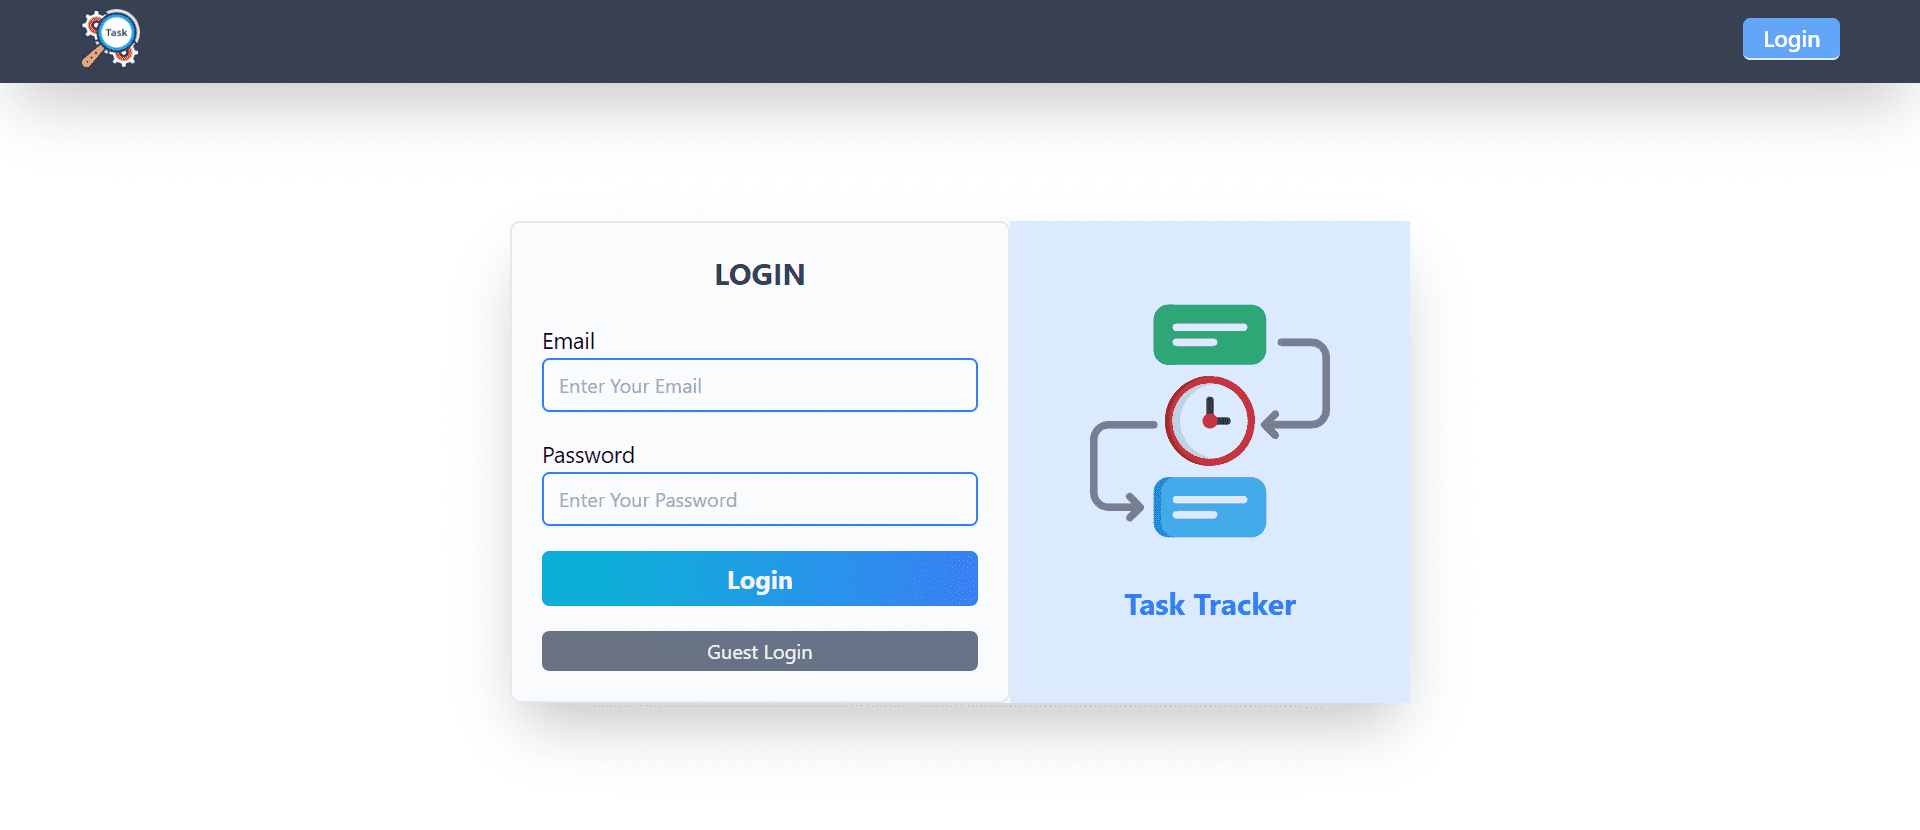 Task
Login
LOGIN
Email
Enter Your Email
Password
Enter Your Password
Login
Guest Login
Task Tracker